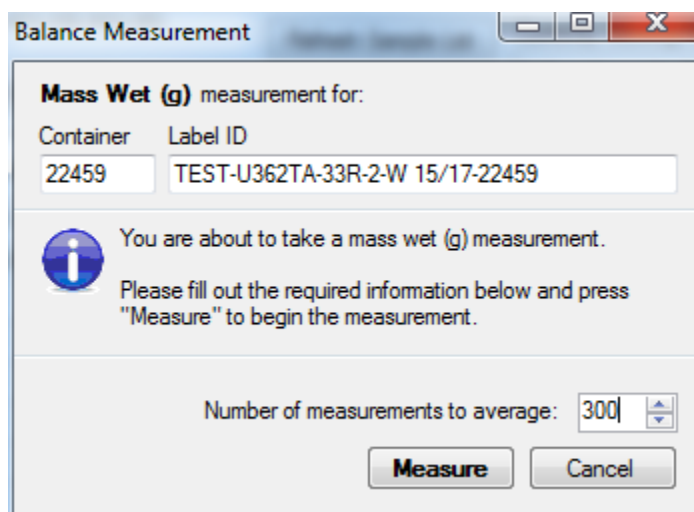 Balance Measurement
Mass Wet (g) measurement for:
Container Label ID
22459 TEST-U362TA-33R-2-W 15/17-22459
You are about to take a mass wet (g) measurement.
Please fill out the required information below and press
"Measure" to begin the measurement.
Number of measurements to average: 300
Measure Cancel